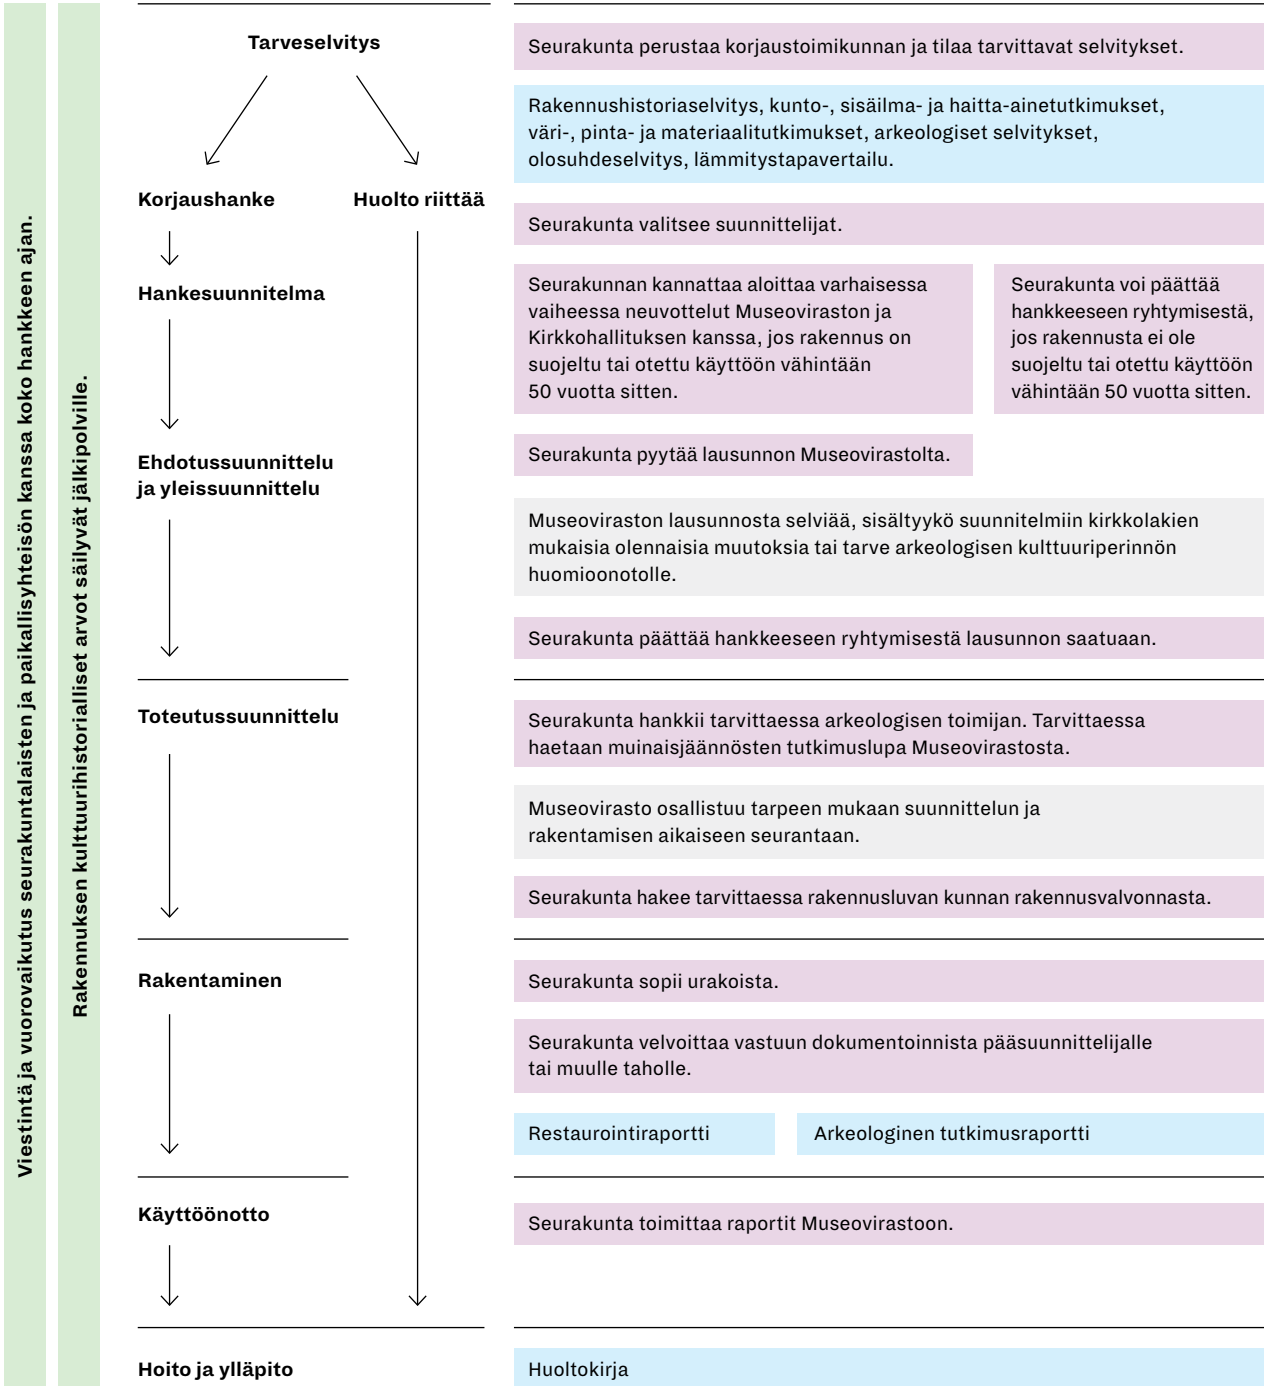 Viestintä ja vuorovaikutus seurakuntalaisten ja paikallisyhteisön kanssa koko hankkeen ajan.
Rakennuksen kulttuurihistorialliset arvot säilyvät jälkipolville.
Tarveselvitys
Seurakunta perustaa korjaustoimikunnan ja tilaa tarvittavat selvitykset.
Rakennushistoriaselvitys, kunto-, sisäilma- ja haitta-ainetutkimukset,
väri-, pinta- ja materiaalitutkimukset, arkeologiset selvitykset,
olosuhdeselvitys, lämmitystapavertailu.
Korjaushanke
Huolto riittää
Seurakunta valitsee suunnittelijat.
Hankesuunnitelma
Seurakunnan kannattaa aloittaa varhaisessa
vaiheessa neuvottelut Museoviraston ja
Kirkkohallituksen kanssa, jos rakennus on
suojeltu tai otettu käyttöön vähintään
50 vuotta sitten.
Seurakunta voi päättää
hankkeeseen ryhtymisestä,
jos rakennusta ei ole
suojeltu tai otettu käyttöön
vähintään 50 vuotta sitten.
Ehdotussuunnittelu
ja yleissuunnittelu
Seurakunta pyytää lausunnon Museovirastolta.
Museoviraston lausunnosta selviää, sisältyykö suunnitelmiin kirkkolakien
mukaisia olennaisia muutoksia tai tarve arkeologisen kulttuuriperinnön
huomioonotolle.
Seurakunta päättää hankkeeseen ryhtymisestä lausunnon saatuaan.
Toteutussuunnittelu
Seurakunta hankkii tarvittaessa arkeologisen toimijan. Tarvittaessa
haetaan muinaisjäännösten tutkimuslupa Museovirastosta.
Museovirasto osallistuu tarpeen mukaan suunnittelun ja
rakentamisen aikaiseen seurantaan.
Seurakunta hakee tarvittaessa rakennusluvan kunnan rakennusvalvonnasta.
Rakentaminen
Seurakunta sopii urakoista.
Seurakunta velvoittaa vastuun dokumentoinnista pääsuunnittelijalle
tai muulle taholle.
Restaurointiraportti
Arkeologinen tutkimusraportti
Käyttöönotto
Seurakunta toimittaa raportit Museovirastoon.
Hoito ja ylläpito
Huoltokirja